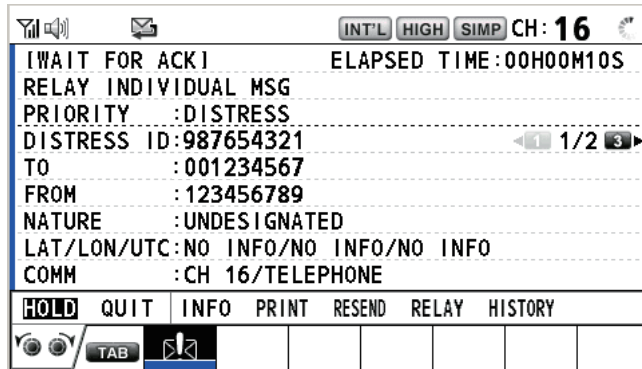 INT'L HIGH SIMP CH: 16
[WAIT FOR ACK] ELAPSED TIME:00H00M10S
RELAY INDIVIDUAL MSG
PRIORITY :DISTRESS
DISTRESS ID:987654321 1 1/2 3
TO :001234567
FROM :123456789
NATURE :UNDESIGNATED
LAT/LON/UTC:NO INFO/NO INFO/NO INFO
COMM :CH 16/TELEPHONE
HOLD QUIT INFO PRINT RESEND RELAY HISTORY
TAB